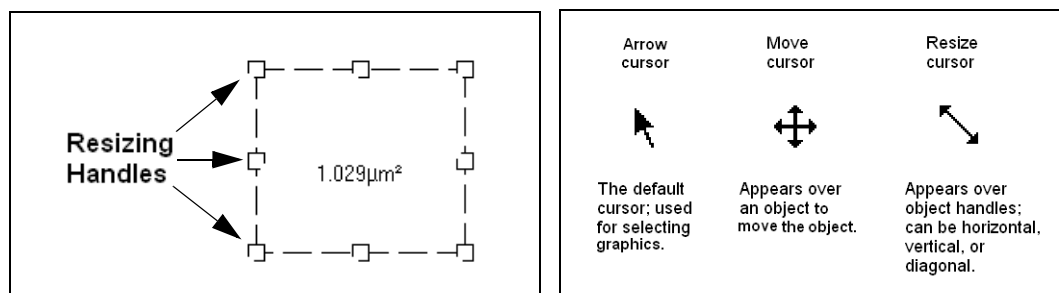 Resizing
Handles
1.029µm²
Arrow
cursor
Move
cursor
Resize
cursor
The default
cursor; used
for selecting
graphics.
Appears over
an object to
move the object.
Appears over
object handles;
can be horizontal,
vertical, or
diagonal.